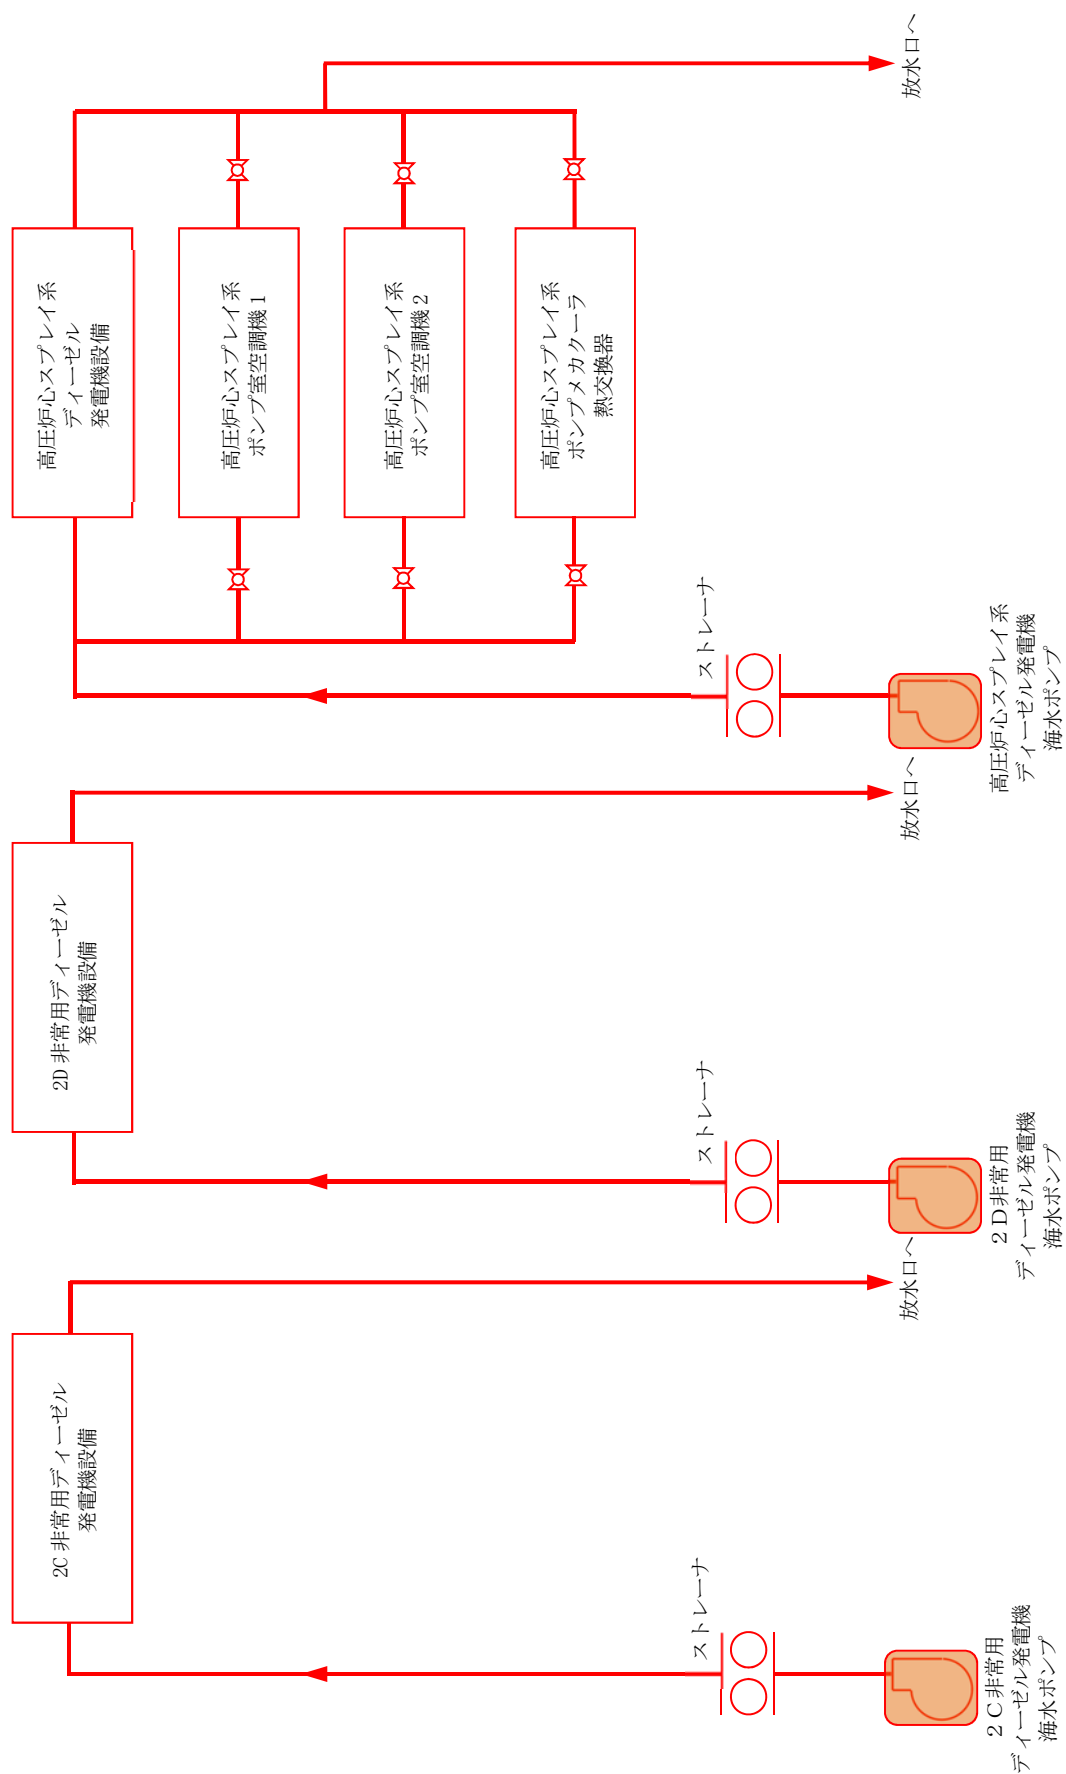 2C 非常用ディーゼル
発電機設備
ストレーナ
2C非常用
ディーゼル発電機
海水ポンプ
放水口へ
2D 非常用ディーゼル
発電機設備
ストレーナ
2D非常用
ディーゼル発電機
海水ポンプ
放水口へ
高圧炉心スプレイ系
ディーゼル
発電機設備
高圧炉心スプレイ系
ポンプ室空調機 1
高圧炉心スプレイ系
ポンプ室空調機 2
高圧炉心スプレイ系
ポンプメカクーラ
熱交換器
ストレーナ
高圧炉心スプレイ系
ディーゼル発電機
海水ポンプ
放水口へ